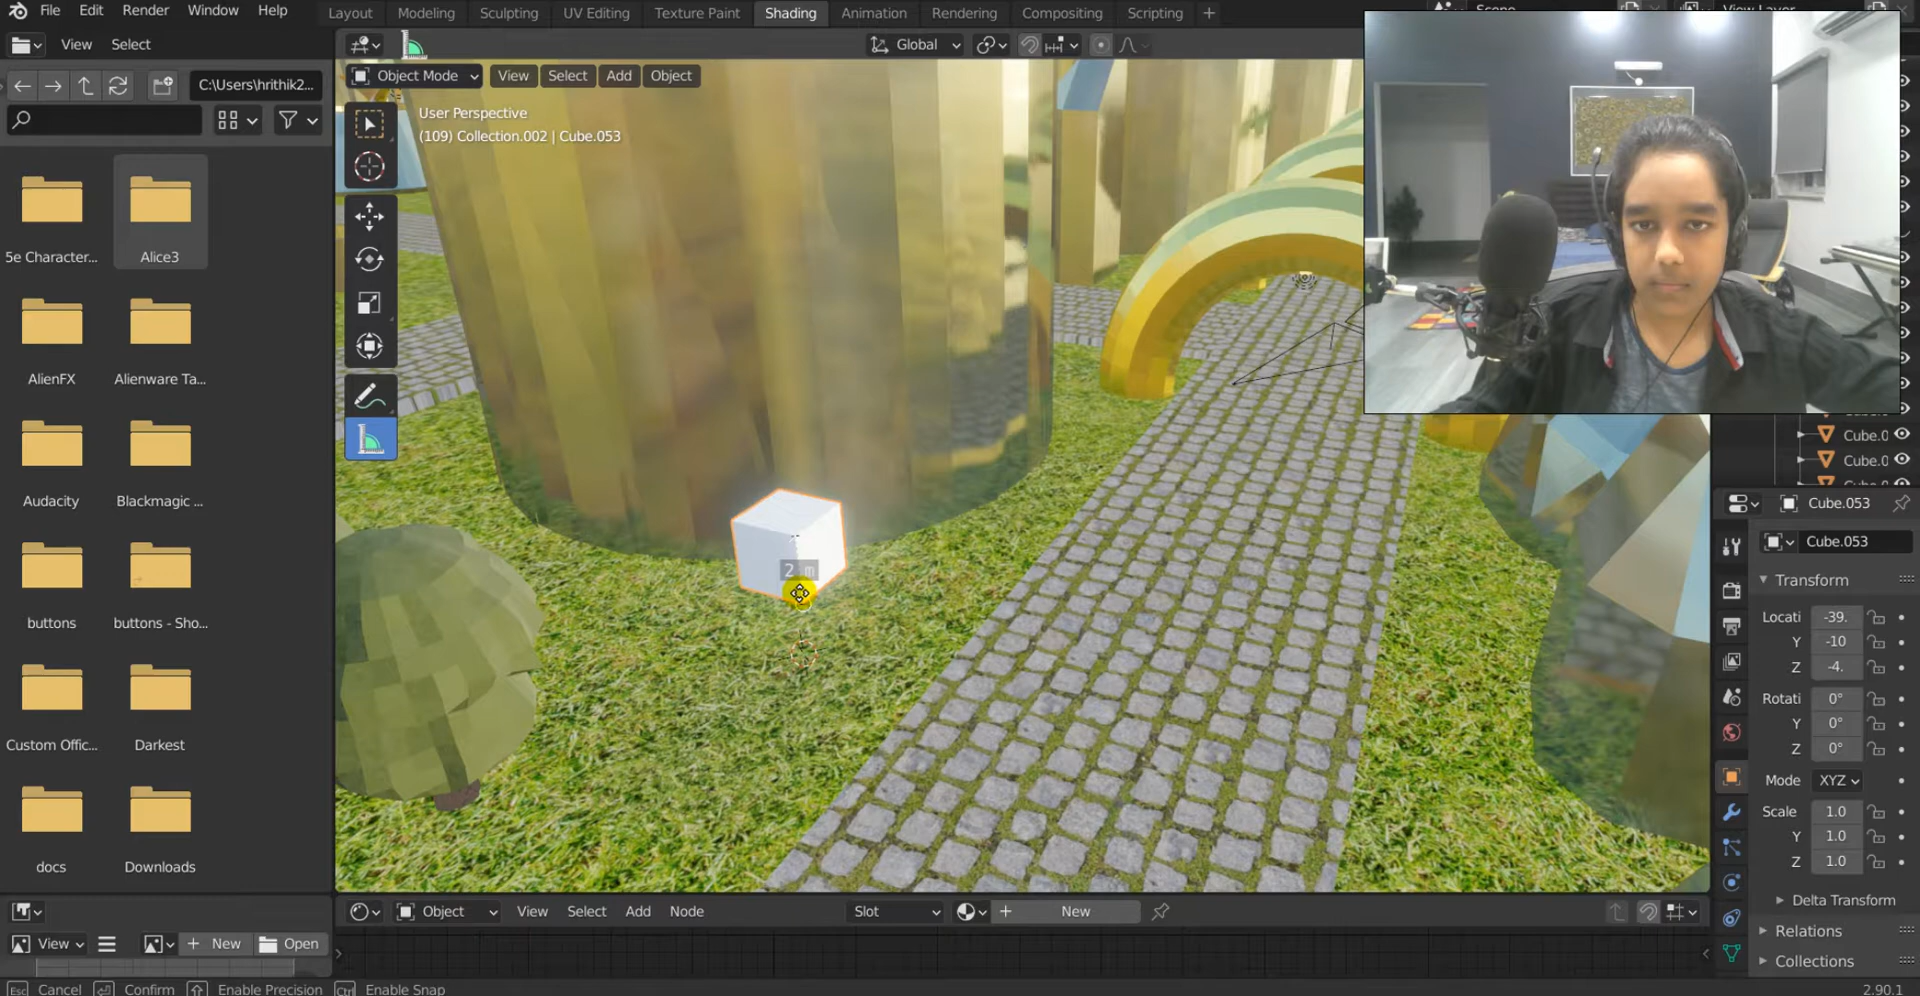 File Edit Render Window Help Layout Modeling Sculpting UV Editing Texture Paint Shading Animation Rendering Compositing Scripting +
View Select Global
C:\Users\hrithik2... Object Mode View Select Add Object
User Perspective
(109) Collection.002 | Cube.053
5e Character... Alice3
AlienFX Alienware Ta...
Audacity Blackmagic ...
buttons buttons - Sho...
Custom Offic... Darkest
docs Downloads
2 m
Cube.0
Cube.0
Cube.053
Cube.053
Transform
Locati -39.
Y -10
Z -4.
Rotati 0°
Y 0°
Z 0°
Mode XYZ
Scale 1.0
Y 1.0
Z 1.0
Delta Transform
Relations
Collections
Object View Select Add Node Slot + New
View + New Open
Esc Cancel Confirm Enable Precision Ctrl Enable Snap 2.90.1